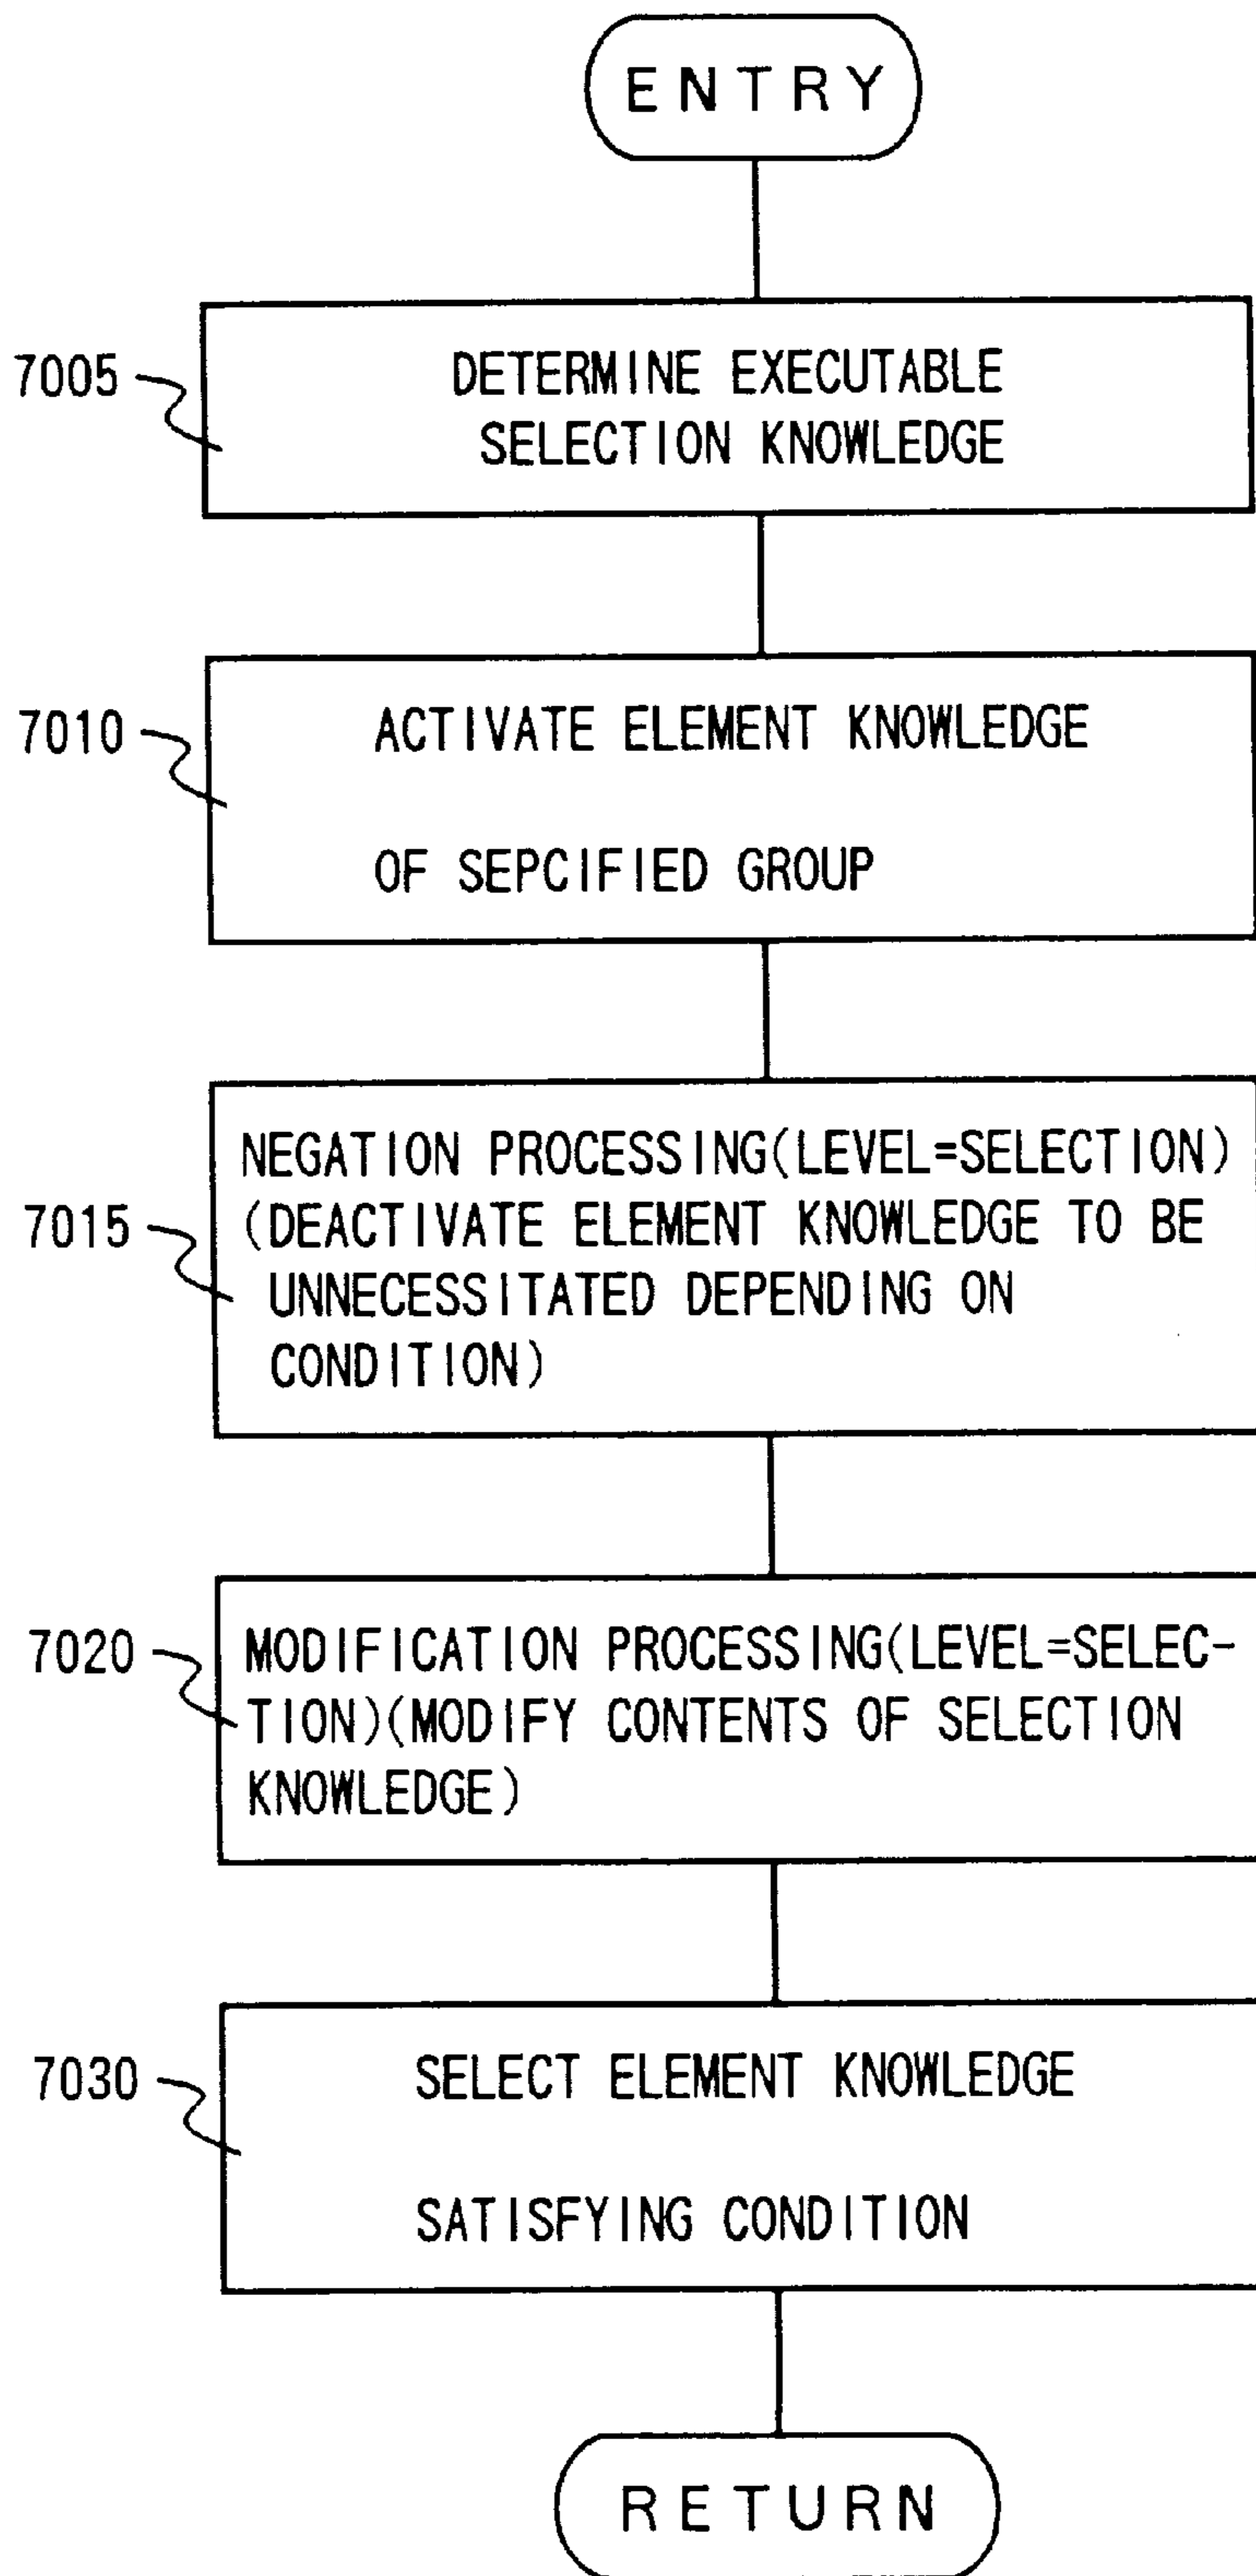 ENTRY
7005
DETERMINE EXECUTABLE
SELECTION KNOWLEDGE
7010
ACTIVATE ELEMENT KNOWLEDGE
OF SEPCIFIED GROUP
7015
NEGATION PROCESSING(LEVEL=SELECTION)
(DEACTIVATE ELEMENT KNOWLEDGE TO BE
UNNECESSITATED DEPENDING ON
CONDITION)
7020
MODIFICATION PROCESSING(LEVEL=SELEC-
TION)(MODIFY CONTENTS OF SELECTION
KNOWLEDGE)
7030
SELECT ELEMENT KNOWLEDGE
SATISFYING CONDITION
RETURN